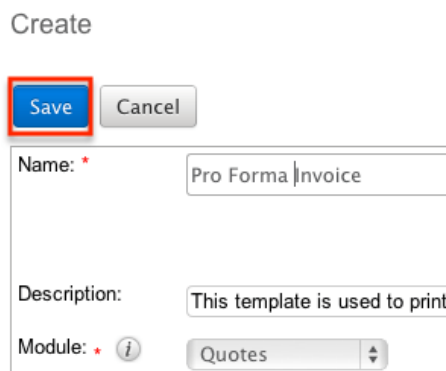 Create
Save Cancel
Name: * Pro Forma Invoice
Description: This template is used to print
Module: * i Quotes